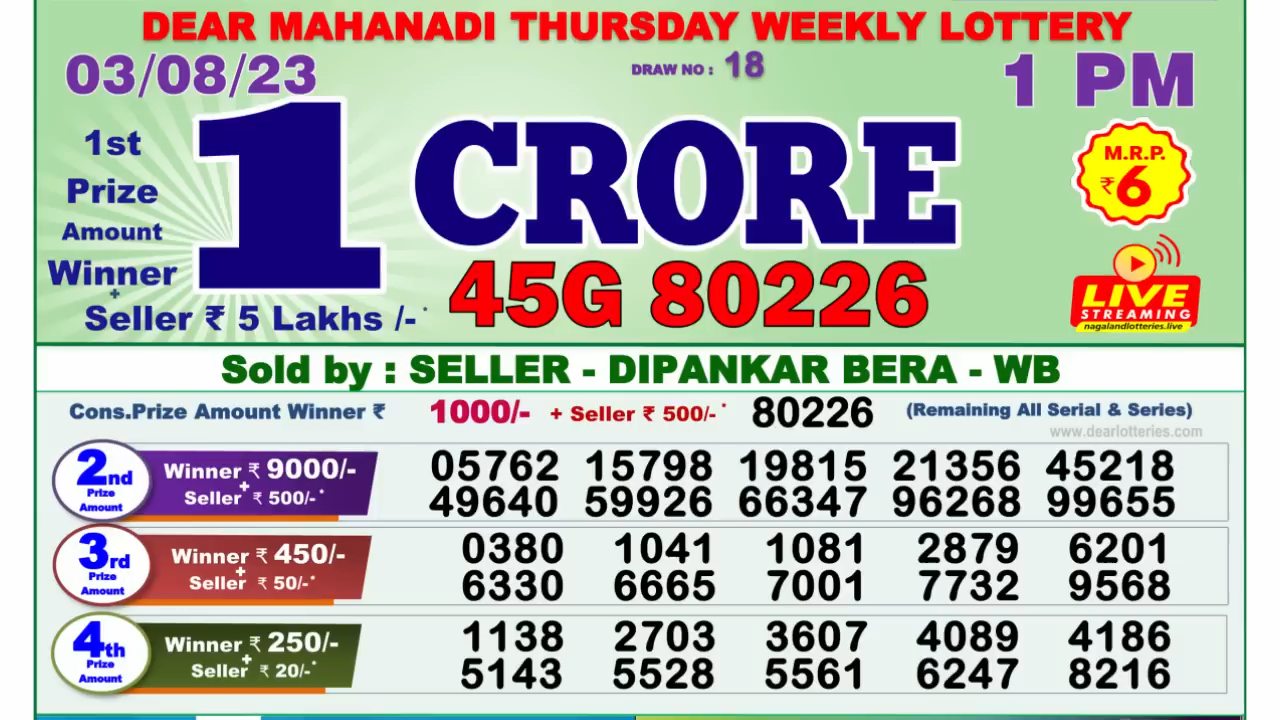 DEAR MAHANADI THURSDAY WEEKLY LOTTERY
03/08/23 DRAW NO : 18 1 PM
1st
Prize
Amount
Winner
+
Seller ₹ 5 Lakhs /-*
1 CRORE
45G 80226
M.R.P.
₹6
LIVE
STREAMING
nagalandlotteries.live
Sold by : SELLER - DIPANKAR BERA - WB
Cons.Prize Amount Winner ₹ 1000/- + Seller ₹ 500/-* 80226 (Remaining All Serial & Series)
www.dearlotteries.com
2nd
Prize
Amount
Winner ₹ 9000/-
+
Seller ₹ 500/-*
05762 15798 19815 21356 45218
49640 59926 66347 96268 99655
3rd
Prize
Amount
Winner ₹ 450/-
+
Seller ₹ 50/-*
0380 1041 1081 2879 6201
6330 6665 7001 7732 9568
4th
Prize
Amount
Winner ₹ 250/-
+
Seller ₹ 20/-*
1138 2703 3607 4089 4186
5143 5528 5561 6247 8216